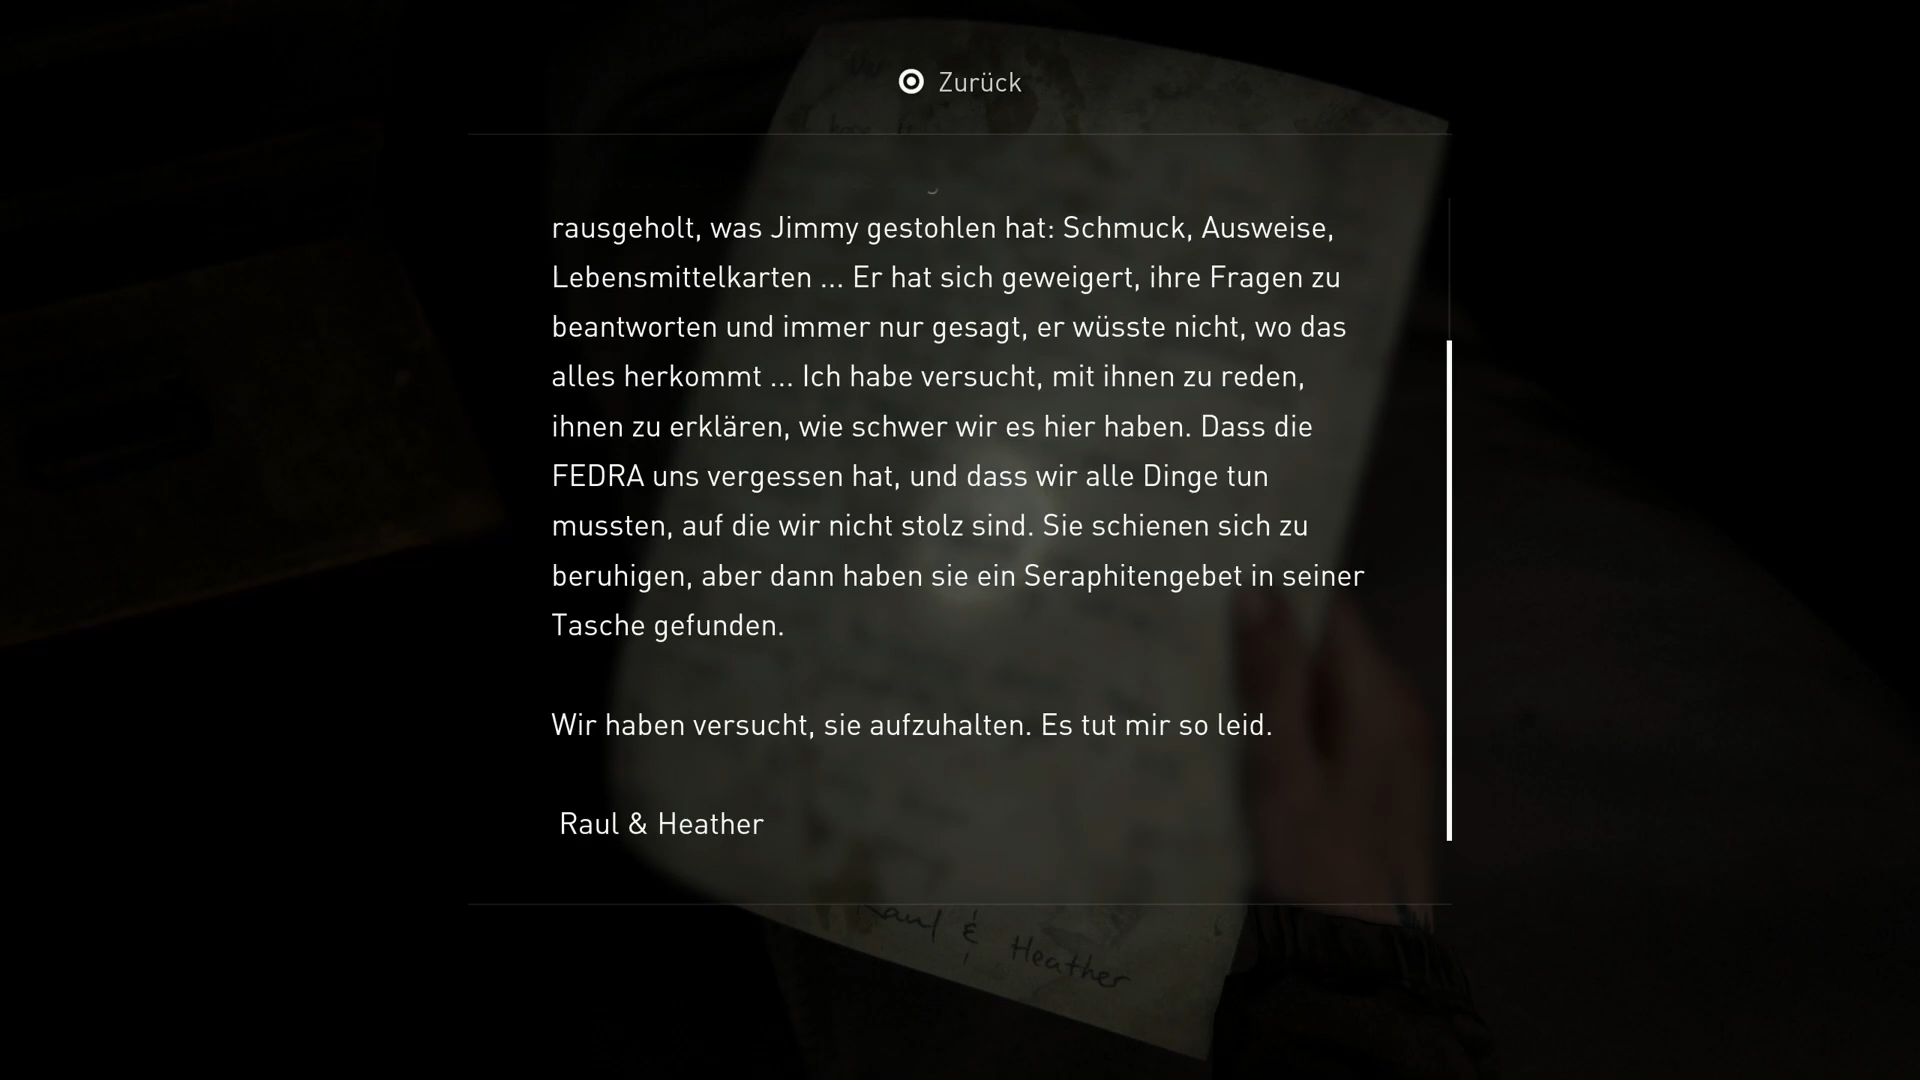 Zurück
rausgeholt, was Jimmy gestohlen hat: Schmuck, Ausweise,
Lebensmittelkarten ... Er hat sich geweigert, ihre Fragen zu
beantworten und immer nur gesagt, er wüsste nicht, wo das
alles herkommt ... Ich habe versucht, mit ihnen zu reden,
ihnen zu erklären, wie schwer wir es hier haben. Dass die
FEDRA uns vergessen hat, und dass wir alle Dinge tun
mussten, auf die wir nicht stolz sind. Sie schienen sich zu
beruhigen, aber dann haben sie ein Seraphitengebet in seiner
Tasche gefunden.
Wir haben versucht, sie aufzuhalten. Es tut mir so leid.
Raul & Heather
Raul & Heather